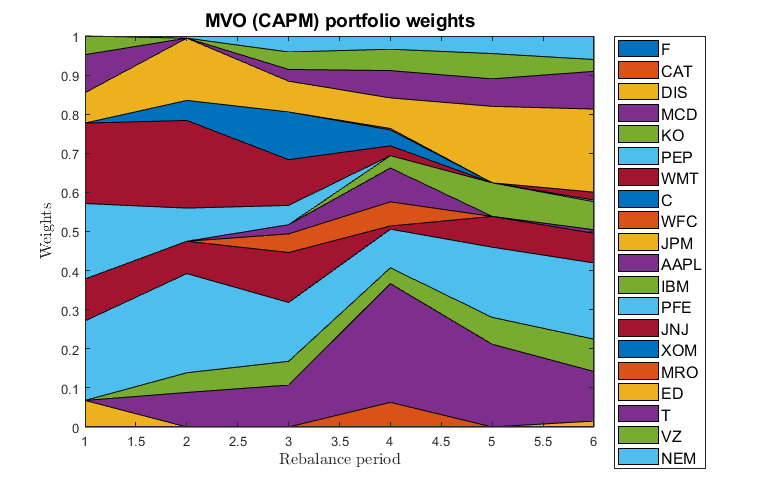 MVO (CAPM) portfolio weights
Weights
1
0.9
0.8
0.7
0.6
0.5
0.4
0.3
0.2
0.1
0
1 1.5 2 2.5 3 3.5 4 4.5 5 5.5 6
Rebalance period
F
CAT
DIS
MCD
KO
PEP
WMT
C
WFC
JPM
AAPL
IBM
PFE
JNJ
XOM
MRO
ED
T
VZ
NEM